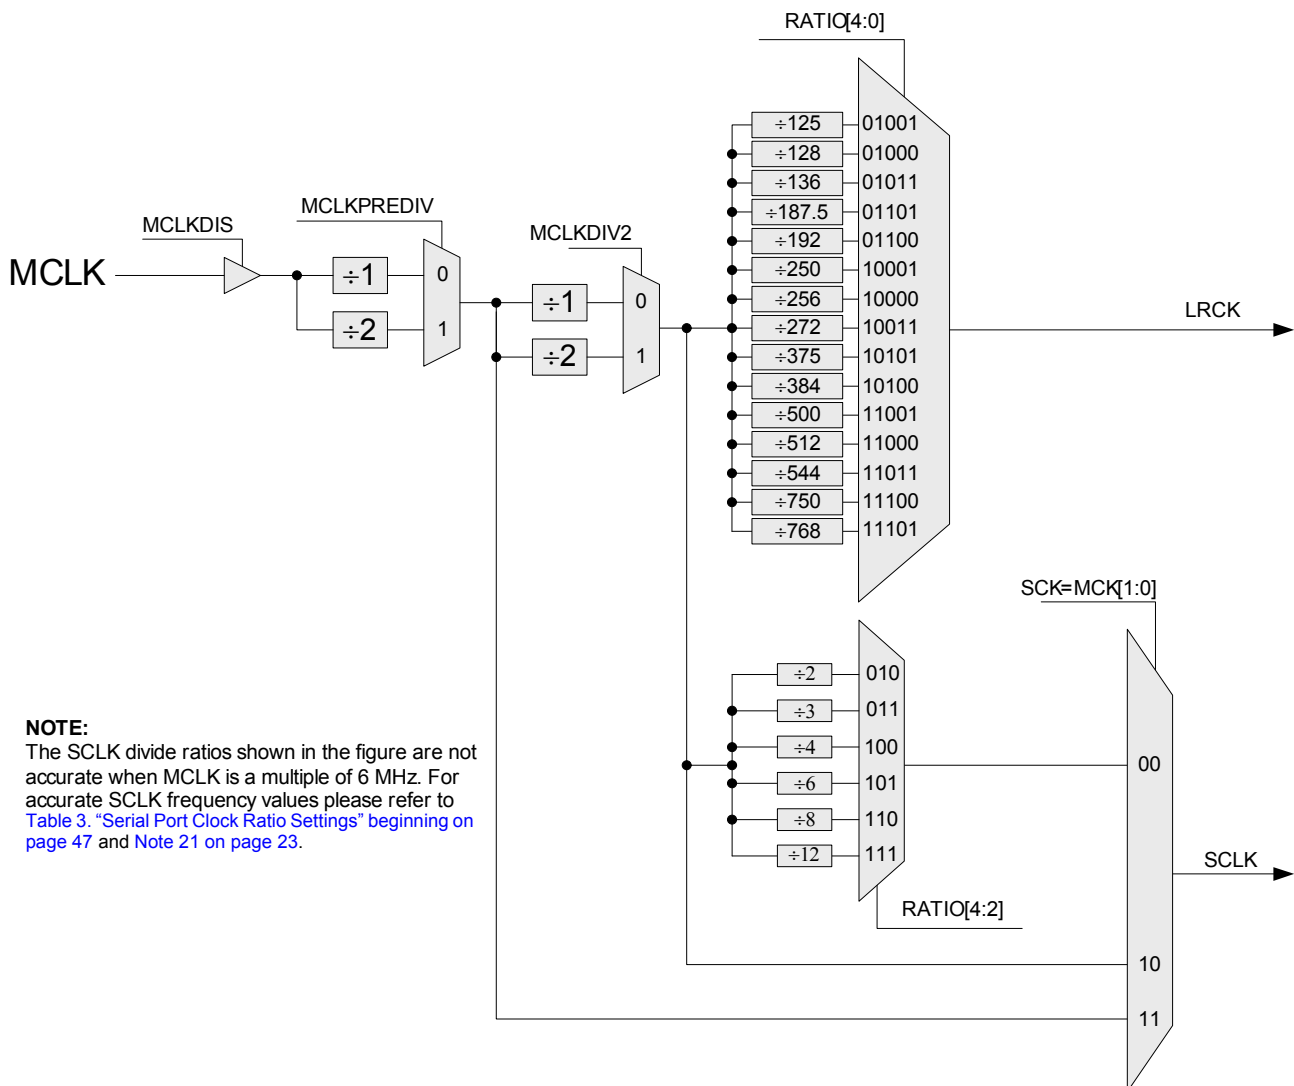 RATIO[4:0]
÷125 01001
÷128 01000
÷136 01011
÷187.5 01101
÷192 01100
÷250 10001
÷256 10000
÷272 10011
÷375 10101
÷384 10100
÷500 11001
÷512 11000
÷544 11011
÷750 11100
÷768 11101
LRCK
MCLKPREDIV
MCLKDIS
MCLKDIV2
MCLK
÷1 0
÷2 1
÷1 0
÷2 1
SCK=MCK[1:0]
÷2 010
÷3 011
÷4 100
÷6 101
÷8 110
÷12 111
RATIO[4:2]
00
10
11
SCLK
NOTE:
The SCLK divide ratios shown in the figure are not
accurate when MCLK is a multiple of 6 MHz. For
accurate SCLK frequency values please refer to
Table 3. “Serial Port Clock Ratio Settings” beginning on
page 47 and Note 21 on page 23.